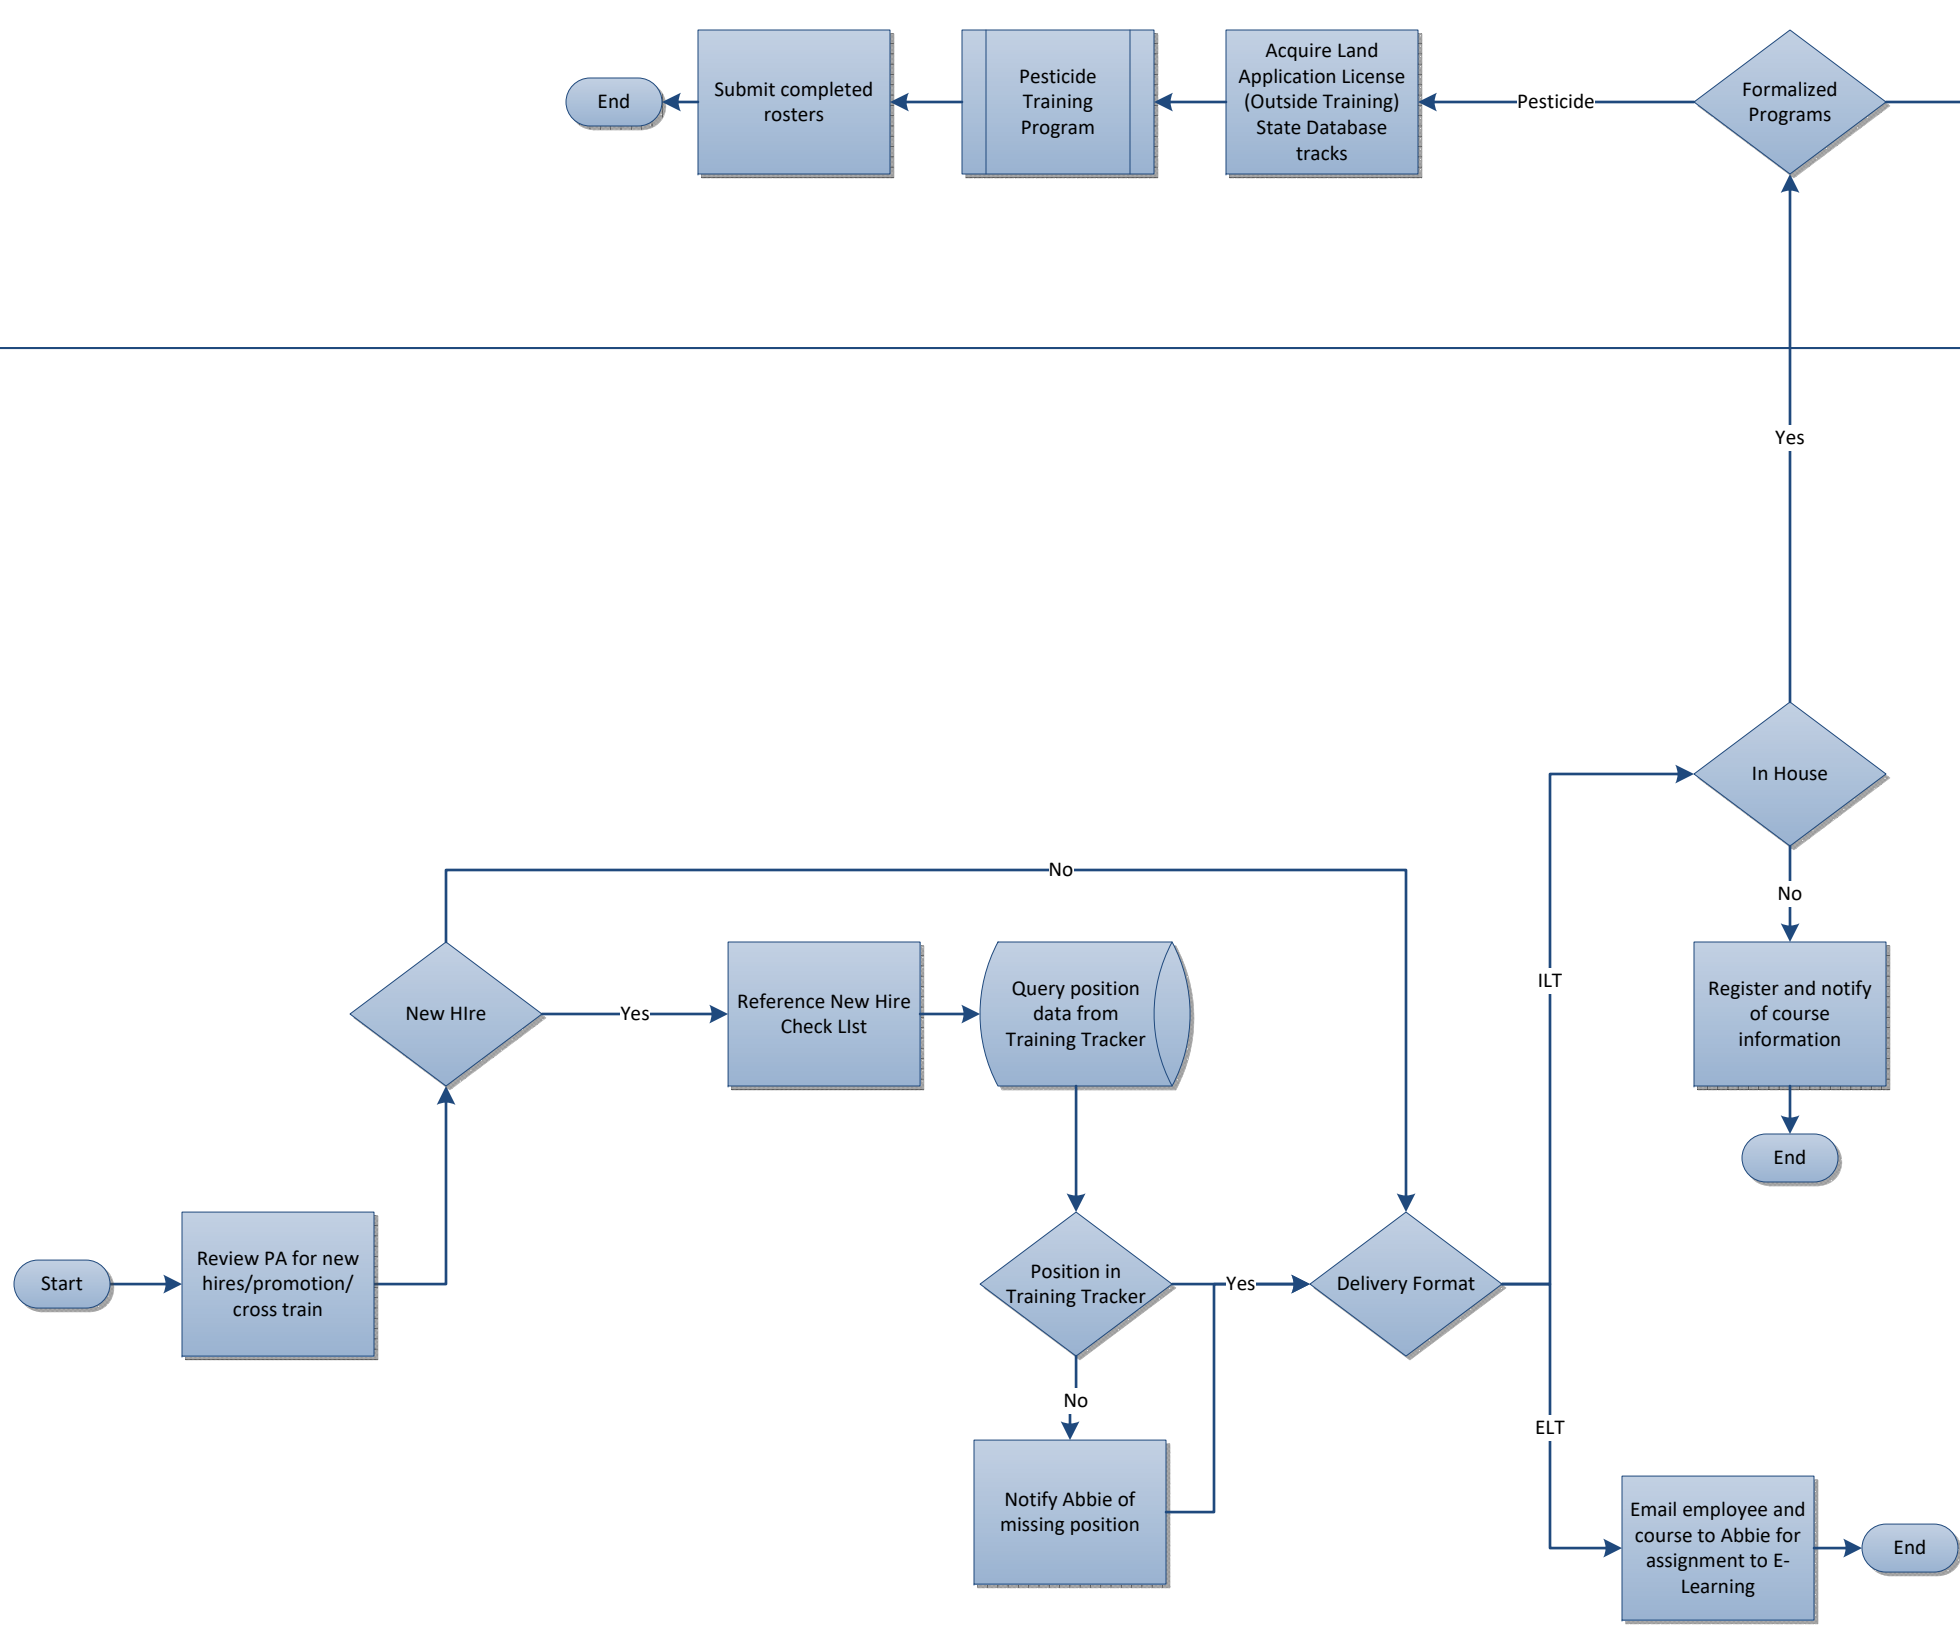 End
Submit completed
rosters
Pesticide
Training
Program
Acquire Land
Application License
(Outside Training)
State Database
tracks
Pesticide
Formalized
Programs
Yes
In House
No
No
New HIre
Yes
Reference New Hire
Check LIst
Query position
data from
Training Tracker
ILT
Register and notify
of course
information
End
Start
Review PA for new
hires/promotion/
cross train
Position in
Training Tracker
Yes
Delivery Format
No
ELT
Notify Abbie of
missing position
Email employee and
course to Abbie for
assignment to E-
Learning
End